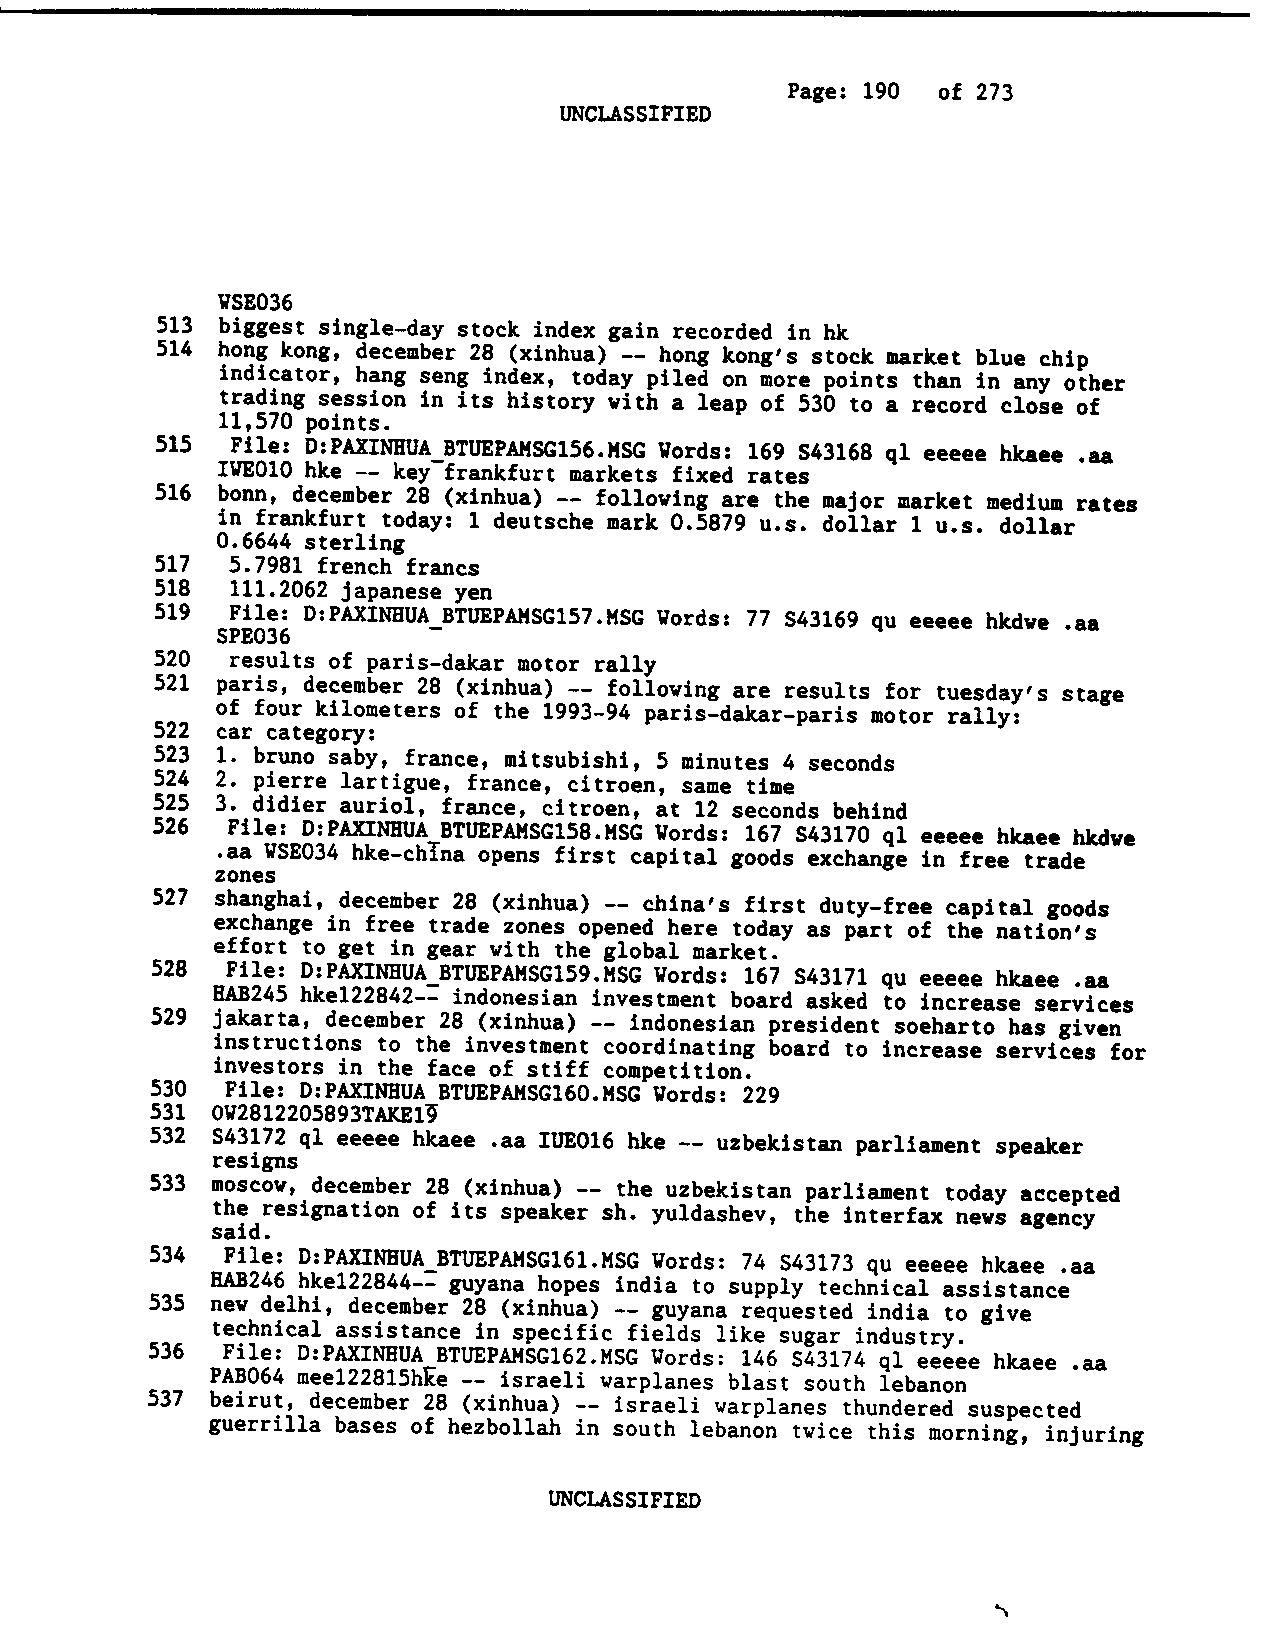 Page: 190 of 273
UNCLASSIFIED
WSE036
513 biggest single-day stock index gain recorded in hk
514 hong kong, december 28 (xinhua) -- hong kong's stock market blue chip
indicator, hang seng index, today piled on more points than in any other
trading session in its history with a leap of 530 to a record close of
11,570 points.
515 File: D:PAXINHUA_BTUEPAMSG156.MSG Words: 169 S43168 ql eeeee hkaee .aa
IWE010 hke -- key frankfurt markets fixed rates
516 bonn, december 28 (xinhua) -- following are the major market medium rates
in frankfurt today: 1 deutsche mark 0.5879 u.s. dollar 1 u.s. dollar
0.6644 sterling
517 5.7981 french francs
518 111.2062 japanese yen
519 File: D:PAXINHUA_BTUEPAMSG157.MSG Words: 77 S43169 qu eeeee hkdwe .aa
SPE036
520 results of paris-dakar motor rally
521 paris, december 28 (xinhua) -- following are results for tuesday's stage
of four kilometers of the 1993-94 paris-dakar-paris motor rally:
522 car category:
523 1. bruno saby, france, mitsubishi, 5 minutes 4 seconds
524 2. pierre lartigue, france, citroen, same time
525 3. didier auriol, france, citroen, at 12 seconds behind
526 File: D:PAXINHUA_BTUEPAMSG158.MSG Words: 167 S43170 ql eeeee hkaee hkdwe
.aa WSE034 hke-china opens first capital goods exchange in free trade
zones
527 shanghai, december 28 (xinhua) -- china's first duty-free capital goods
exchange in free trade zones opened here today as part of the nation's
effort to get in gear with the global market.
528 File: D:PAXINHUA_BTUEPAMSG159.MSG Words: 167 S43171 qu eeeee hkaee .aa
HAB245 hke122842-- indonesian investment board asked to increase services
529 jakarta, december 28 (xinhua) -- indonesian president soeharto has given
instructions to the investment coordinating board to increase services for
investors in the face of stiff competition.
530 File: D:PAXINHUA_BTUEPAMSG160.MSG Words: 229
531 OW2812205893TAKE19
532 S43172 ql eeeee hkaee .aa IUE016 hke -- uzbekistan parliament speaker
resigns
533 moscow, december 28 (xinhua) -- the uzbekistan parliament today accepted
the resignation of its speaker sh. yuldashev, the interfax news agency
said.
534 File: D:PAXINHUA_BTUEPAMSG161.MSG Words: 74 S43173 qu eeeee hkaee .aa
HAB246 hke122844-- guyana hopes india to supply technical assistance
535 new delhi, december 28 (xinhua) -- guyana requested india to give
technical assistance in specific fields like sugar industry.
536 File: D:PAXINHUA_BTUEPAMSG162.MSG Words: 146 S43174 ql eeeee hkaee .aa
PAB064 mee122815hke -- israeli warplanes blast south lebanon
537 beirut, december 28 (xinhua) -- israeli warplanes thundered suspected
guerrilla bases of hezbollah in south lebanon twice this morning, injuring
UNCLASSIFIED